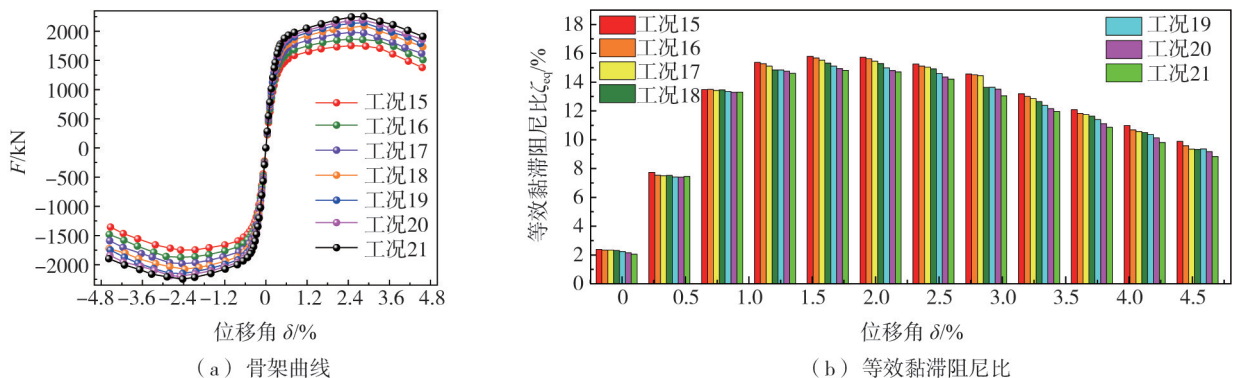 2000
1500
1000
500
0
−500
−1000
−1500
−2000
F/kN
工况15
工况16
工况17
工况18
工况19
工况20
工况21
−4.8 −3.6 −2.4 −1.2 0 1.2 2.4 3.6 4.8
位移角 δ/%
（a）骨架曲线
18
16
14
12
10
8
6
4
2
0
等效黏滞阻尼比ζeq/%
工况15
工况16
工况17
工况18
工况19
工况20
工况21
0 0.5 1.0 1.5 2.0 2.5 3.0 3.5 4.0 4.5
位移角 δ/%
（b）等效黏滞阻尼比